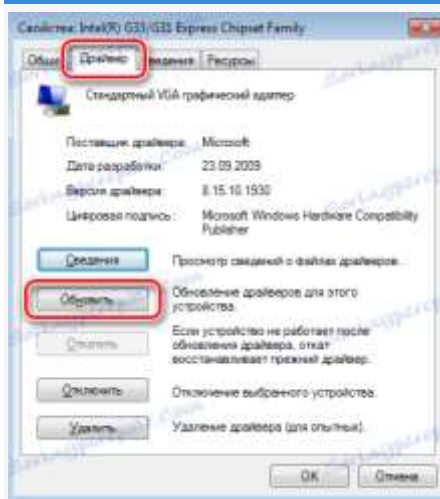 Свойства: Intel(R) G33/G31 Express Chipset Family
Общие Драйвер Сведения Ресурсы
Стандартный VGA графический адаптер
Поставщик драйвера: Microsoft
Дата разработки: 23.09.2009
Версия драйвера: 8.15.10.1930
Цифровая подпись: Microsoft Windows Hardware Compatibility
Publisher
Сведения Просмотр сведений о файлах драйверов.
Обновить... Обновление драйверов для этого
устройства.
Откатить Если устройство не работает после
обновления драйвера, откат
восстанавливает прежний драйвер.
Отключить Отключение выбранного устройства.
Удалить Удаление драйвера (для опытных).
OK Отмена